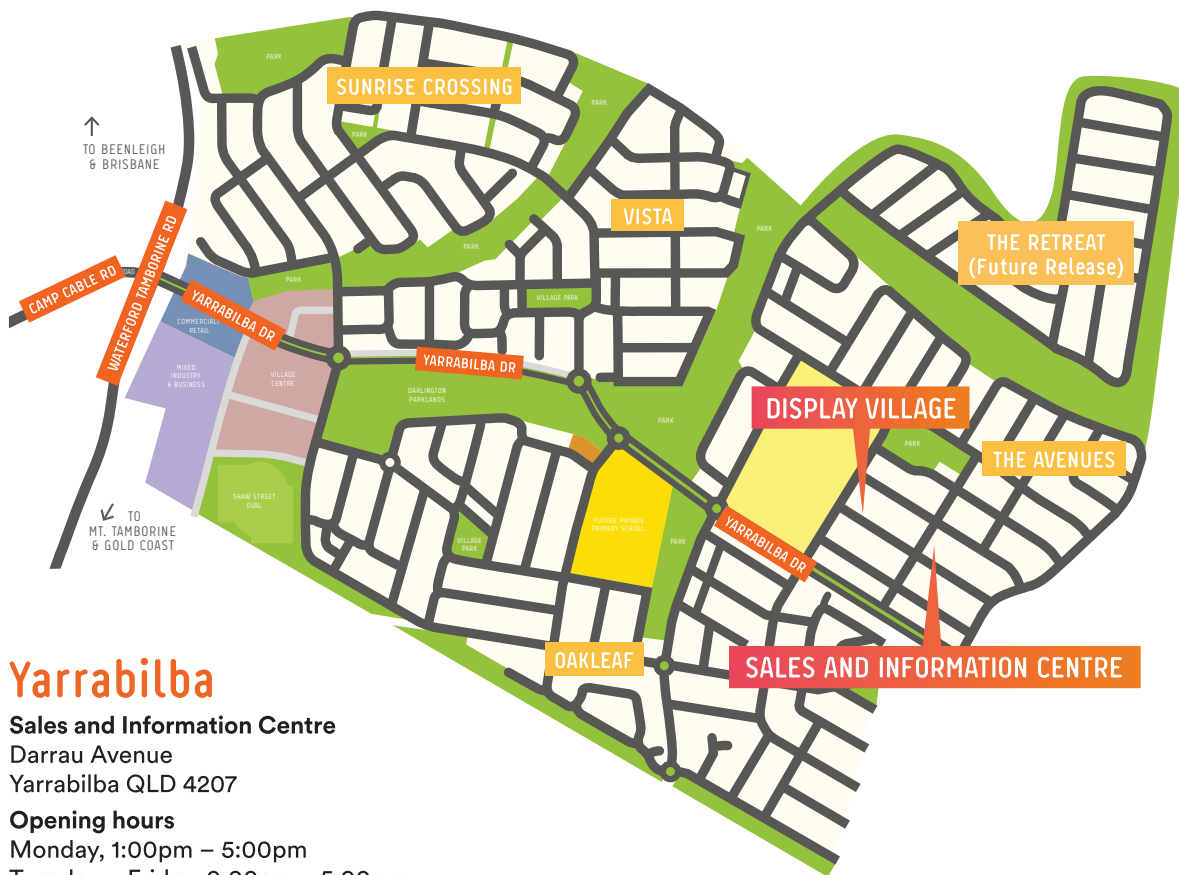 PARK
SUNRISE CROSSING
PARK
PARK
TO BEENLEIGH
& BRISBANE
VISTA
PARK
PARK
THE RETREAT
(Future Release)
CAMP CABLE RD
WATERFORD TAMBORINE RD
PARK
VILLAGE PARK
YARRABILBA DR
COMMERCIAL/
RETAIL
YARRABILBA DR
MIXED
INDUSTRY
& BUSINESS
VILLAGE
CENTRE
DARLINGTON
PARKLANDS
PARK
DISPLAY VILLAGE
PARK
THE AVENUES
SHAW STREET
OVAL
TO
MT. TAMBORINE
& GOLD COAST
FUTURE PRIVATE
PRIMARY SCHOOL
VILLAGE
PARK
PARK
YARRABILBA DR
OAKLEAF
SALES AND INFORMATION CENTRE
Yarrabilba
Sales and Information Centre
Darrau Avenue
Yarrabilba QLD 4207
Opening hours
Monday, 1:00pm – 5:00pm